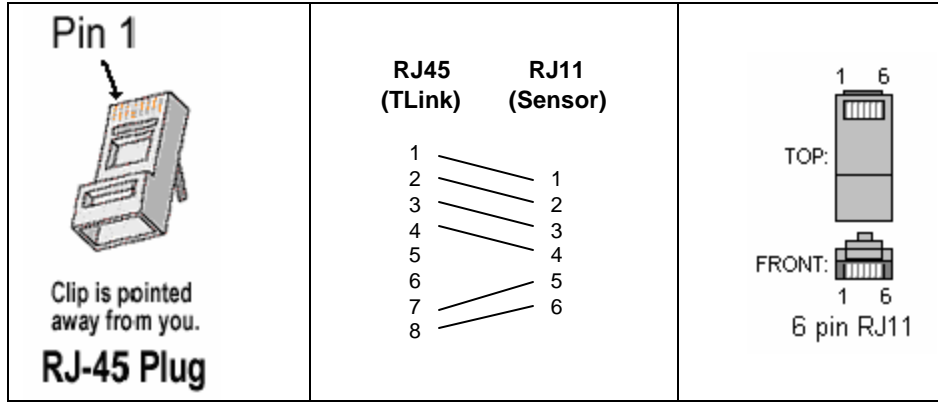 Pin 1
Clip is pointed
away from you.
RJ-45 Plug
RJ45 RJ11
(TLink) (Sensor)
1
2 1
3 2
4 3
5 4
6 5
7 6
8
1 6
TOP:
FRONT:
1 6
6 pin RJ11